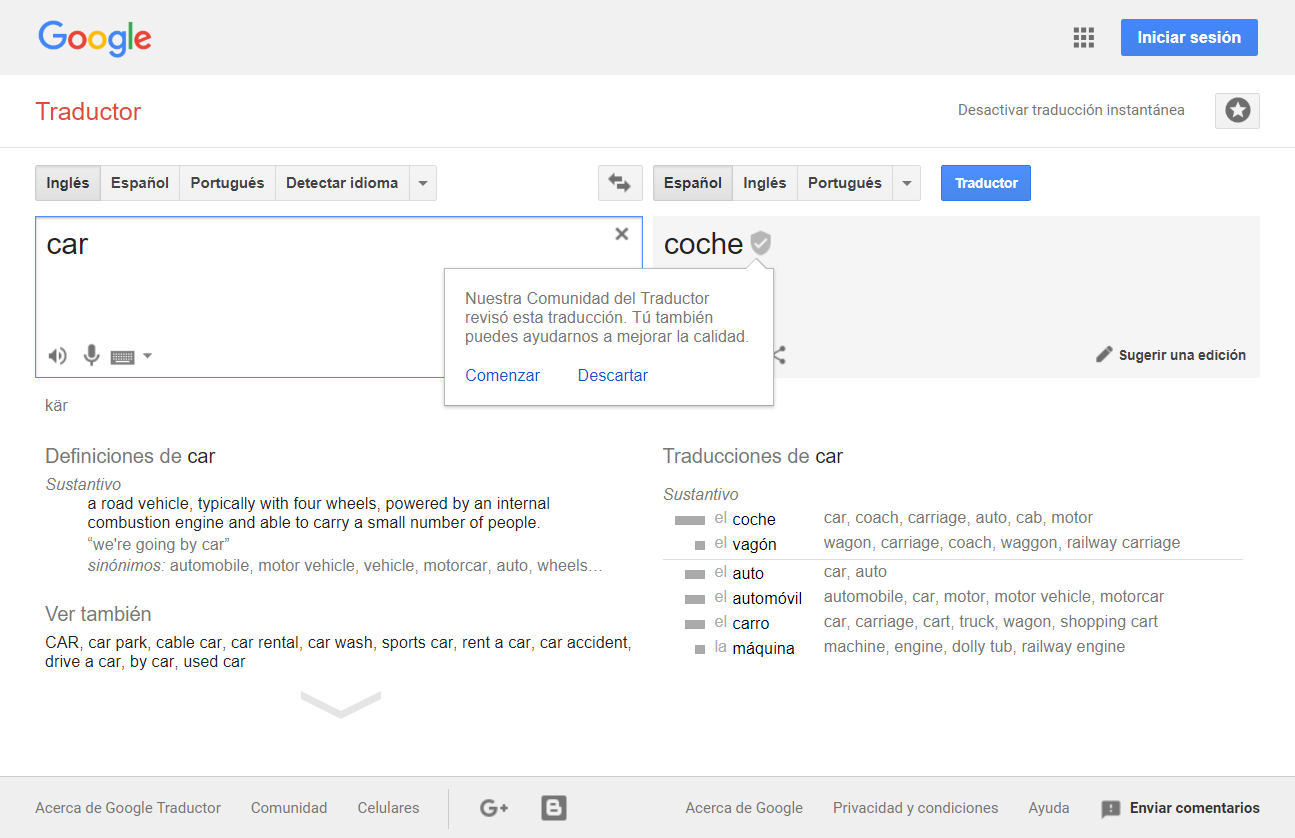 Google
Iniciar sesión
Traductor
Desactivar traducción instantánea
Inglés Español Portugués Detectar idioma
Español Inglés Portugués
Traductor
car
coche
Nuestra Comunidad del Traductor
revisó esta traducción. Tú también
puedes ayudarnos a mejorar la calidad.
Comenzar Descartar
Sugerir una edición
kär
Definiciones de car
Sustantivo
a road vehicle, typically with four wheels, powered by an internal
combustion engine and able to carry a small number of people.
“we're going by car”
sinónimos: automobile, motor vehicle, vehicle, motorcar, auto, wheels…
Ver también
CAR, car park, cable car, car rental, car wash, sports car, rent a car, car accident,
drive a car, by car, used car
Traducciones de car
Sustantivo
el coche car, coach, carriage, auto, cab, motor
el vagón wagon, carriage, coach, waggon, railway carriage
el auto car, auto
el automóvil automobile, car, motor, motor vehicle, motorcar
el carro car, carriage, cart, truck, wagon, shopping cart
la máquina machine, engine, dolly tub, railway engine
Acerca de Google Traductor Comunidad Celulares G+ B Acerca de Google Privacidad y condiciones Ayuda Enviar comentarios